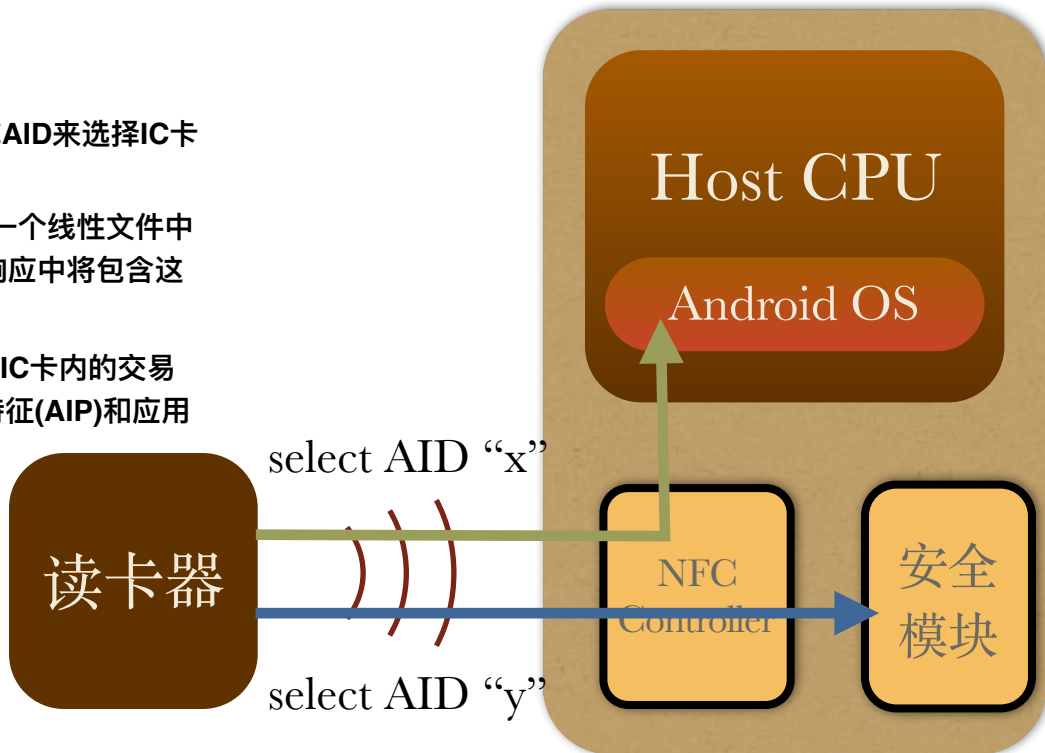 AID来选择IC卡
一个线性文件中
响应中将包含这
IC卡内的交易
特征(AIP)和应用
Host CPU
Android OS
select AID “x”
读卡器
NFC
Controller
安全
模块
select AID “y”